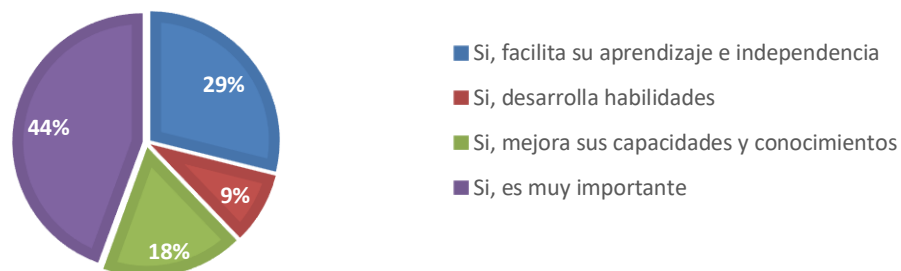 29%
9%
18%
44%
Si, facilita su aprendizaje e independencia
Si, desarrolla habilidades
Si, mejora sus capacidades y conocimientos
Si, es muy importante